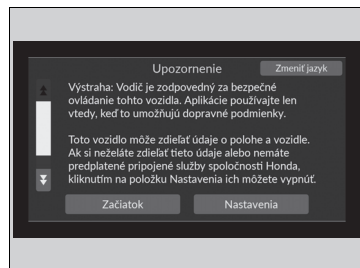 Upozornenie
Zmeniť jazyk
Výstraha: Vodič je zodpovedný za bezpečné
ovládanie tohto vozidla. Aplikácie používajte len
vtedy, keď to umožňujú dopravné podmienky.
Toto vozidlo môže zdieľať údaje o polohe a vozidle.
Ak si neželáte zdieľať tieto údaje alebo nemáte
predplatené pripojené služby spoločnosti Honda,
kliknutím na položku Nastavenia ich môžete vypnúť.
Začiatok
Nastavenia